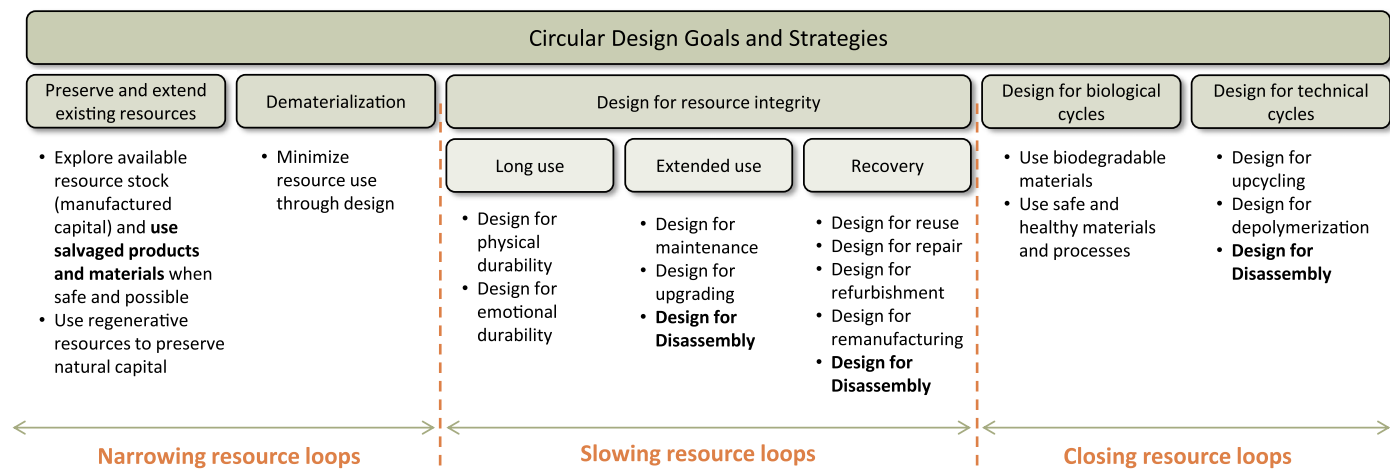 Circular Design Goals and Strategies
Preserve and extend
existing resources
• Explore available
resource stock
(manufactured
capital) and use
salvaged products
and materials when
safe and possible
• Use regenerative
resources to preserve
natural capital
Dematerialization
• Minimize
resource use
through design
Design for resource integrity
Long use
• Design for
physical
durability
• Design for
emotional
durability
Extended use
• Design for
maintenance
• Design for
upgrading
• Design for
Disassembly
Recovery
• Design for reuse
• Design for repair
• Design for
refurbishment
• Design for
remanufacturing
• Design for
Disassembly
Design for biological
cycles
• Use biodegradable
materials
• Use safe and
healthy materials
and processes
Design for technical
cycles
• Design for
upcycling
• Design for
depolymerization
• Design for
Disassembly
Narrowing resource loops
Slowing resource loops
Closing resource loops